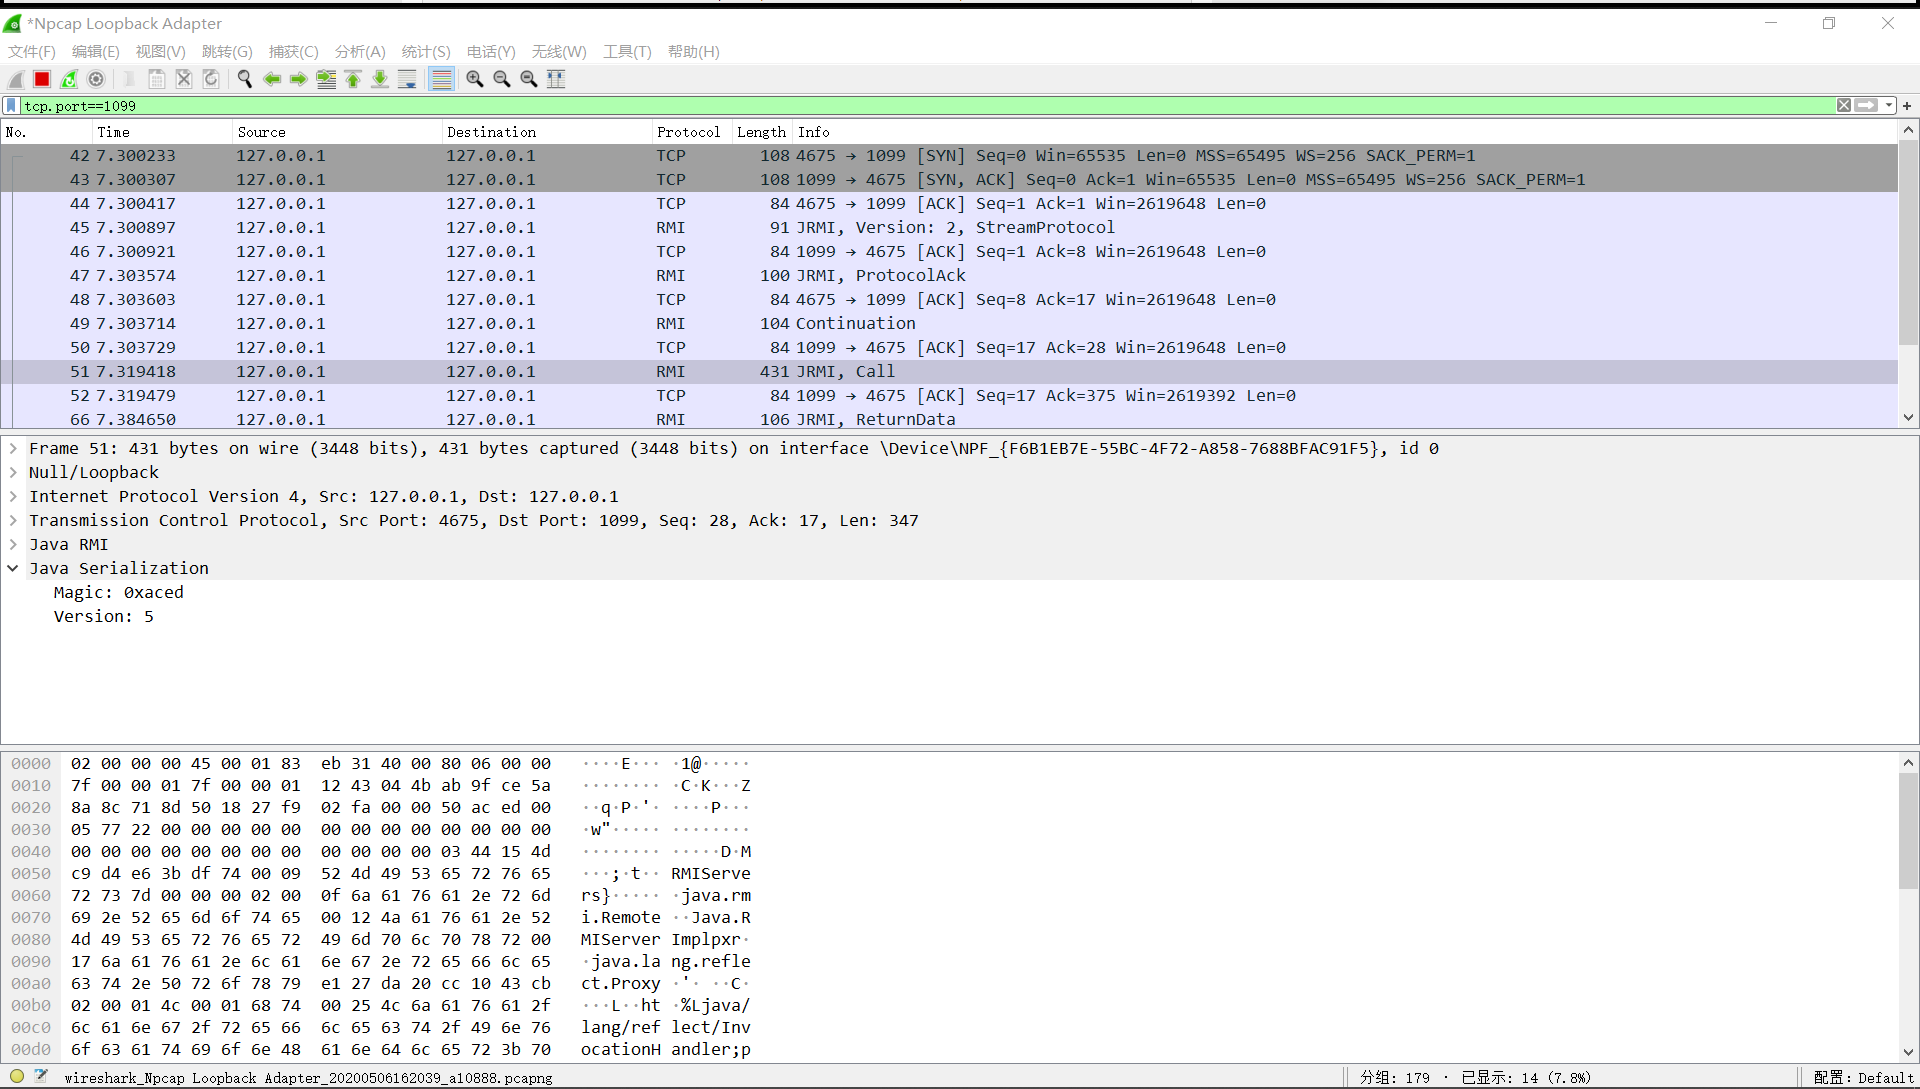 *Npcap Loopback Adapter
文件(F) 编辑(E) 视图(V) 跳转(G) 捕获(C) 分析(A) 统计(S) 电话(Y) 无线(W) 工具(T) 帮助(H)
tcp.port==1099
No. Time Source Destination Protocol Length Info
42 7.300233 127.0.0.1 127.0.0.1 TCP 108 4675 → 1099 [SYN] Seq=0 Win=65535 Len=0 MSS=65495 WS=256 SACK_PERM=1
43 7.300307 127.0.0.1 127.0.0.1 TCP 108 1099 → 4675 [SYN, ACK] Seq=0 Ack=1 Win=65535 Len=0 MSS=65495 WS=256 SACK_PERM=1
44 7.300417 127.0.0.1 127.0.0.1 TCP 84 4675 → 1099 [ACK] Seq=1 Ack=1 Win=2619648 Len=0
45 7.300897 127.0.0.1 127.0.0.1 RMI 91 JRMI, Version: 2, StreamProtocol
46 7.300921 127.0.0.1 127.0.0.1 TCP 84 1099 → 4675 [ACK] Seq=1 Ack=8 Win=2619648 Len=0
47 7.303574 127.0.0.1 127.0.0.1 RMI 100 JRMI, ProtocolAck
48 7.303603 127.0.0.1 127.0.0.1 TCP 84 4675 → 1099 [ACK] Seq=8 Ack=17 Win=2619648 Len=0
49 7.303714 127.0.0.1 127.0.0.1 RMI 104 Continuation
50 7.303729 127.0.0.1 127.0.0.1 TCP 84 1099 → 4675 [ACK] Seq=17 Ack=28 Win=2619648 Len=0
51 7.319418 127.0.0.1 127.0.0.1 RMI 431 JRMI, Call
52 7.319479 127.0.0.1 127.0.0.1 TCP 84 1099 → 4675 [ACK] Seq=17 Ack=375 Win=2619392 Len=0
66 7.384650 127.0.0.1 127.0.0.1 RMI 106 JRMI, ReturnData
Frame 51: 431 bytes on wire (3448 bits), 431 bytes captured (3448 bits) on interface \Device\NPF_{F6B1EB7E-55BC-4F72-A858-7688BFAC91F5}, id 0
Null/Loopback
Internet Protocol Version 4, Src: 127.0.0.1, Dst: 127.0.0.1
Transmission Control Protocol, Src Port: 4675, Dst Port: 1099, Seq: 28, Ack: 17, Len: 347
Java RMI
Java Serialization
Magic: 0xaced
Version: 5
0000 02 00 00 00 45 00 01 83 eb 31 40 00 80 06 00 00 ····E··· ·1@·····
0010 7f 00 00 01 7f 00 00 01 12 43 04 4b ab 9f ce 5a ········ ·C·K···Z
0020 8a 8c 71 8d 50 18 27 f9 02 fa 00 00 50 ac ed 00 ··q·P·'· ····P···
0030 05 77 22 00 00 00 00 00 00 00 00 00 00 00 00 00 ·w"····· ········
0040 00 00 00 00 00 00 00 00 00 00 00 00 03 44 15 4d ········ ·····D·M
0050 c9 d4 e6 3b df 74 00 09 52 4d 49 53 65 72 76 65 ···;·t·· RMIServe
0060 72 73 7d 00 00 00 02 00 0f 6a 61 76 61 2e 72 6d rs}····· ·java.rm
0070 69 2e 52 65 6d 6f 74 65 00 12 4a 61 76 61 2e 52 i.Remote ··Java.R
0080 4d 49 53 65 72 76 65 72 49 6d 70 6c 70 78 72 00 MIServer Implpxr·
0090 17 6a 61 76 61 2e 6c 61 6e 67 2e 72 65 66 6c 65 ·java.la ng.refle
00a0 63 74 2e 50 72 6f 78 79 e1 27 da 20 cc 10 43 cb ct.Proxy ·'· ··C·
00b0 02 00 01 4c 00 01 68 74 00 25 4c 6a 61 76 61 2f ···L··ht ·%Ljava/
00c0 6c 61 6e 67 2f 72 65 66 6c 65 63 74 2f 49 6e 76 lang/ref lect/Inv
00d0 6f 63 61 74 69 6f 6e 48 61 6e 64 6c 65 72 3b 70 ocationH andler;p
wireshark_Npcap Loopback Adapter_20200506162039_a10888.pcapng 分组: 179 · 已显示: 14 (7.8%) 配置: Default